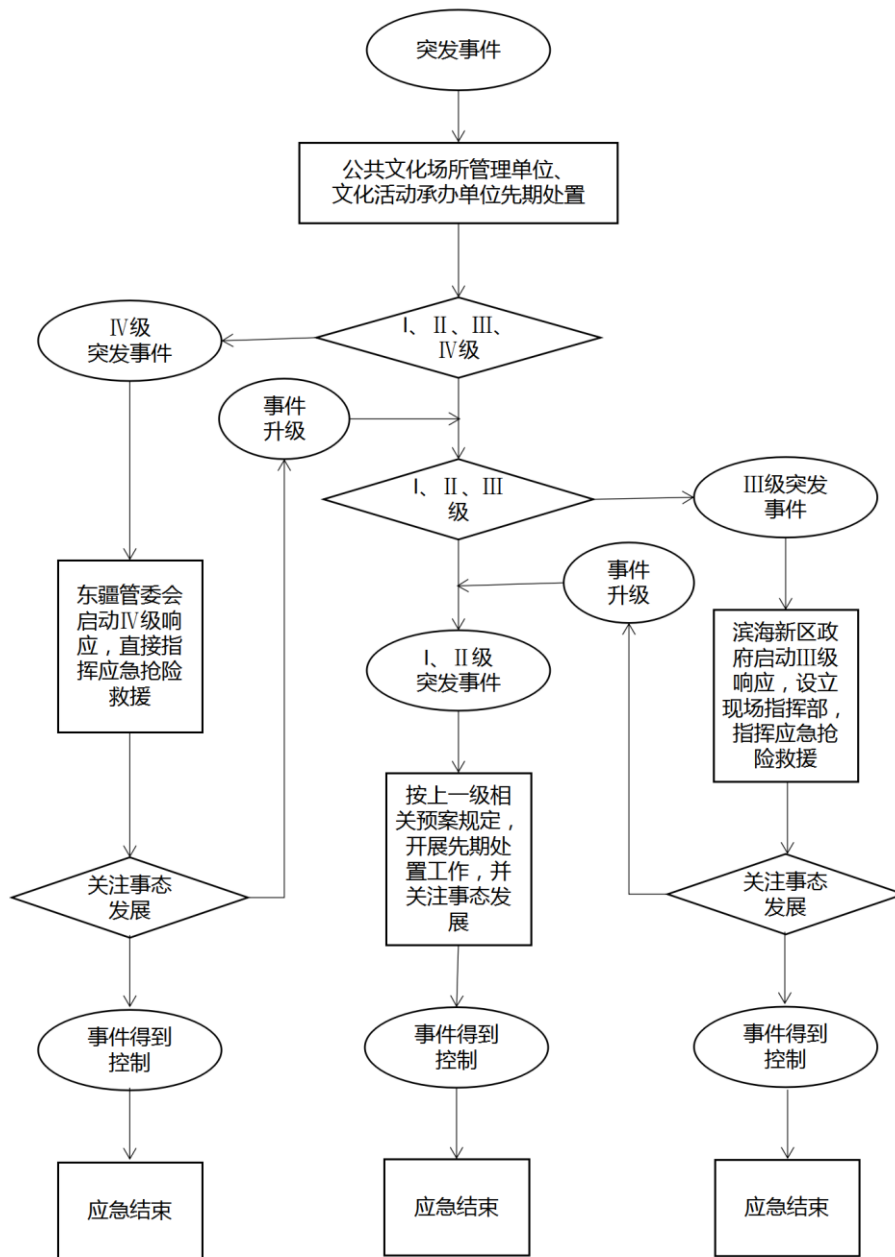 突发事件
公共文化场所管理单位、
文化活动承办单位先期处置
I、Ⅱ、Ⅲ、
Ⅳ级
Ⅳ级
突发事件
事件
升级
I、Ⅱ、Ⅲ
级
Ⅲ级突发
事件
事件
升级
东疆管委会
启动Ⅳ级响
应，直接指
挥应急抢险
救援
I、Ⅱ级
突发事件
滨海新区政
府启动Ⅲ级
响应，设立
现场指挥部，
指挥应急抢
险救援
按上一级相
关预案规定，
开展先期处
置工作，并
关注事态发
展
关注事态
发展
关注事态
发展
事件得到
控制
事件得到
控制
事件得到
控制
应急结束
应急结束
应急结束